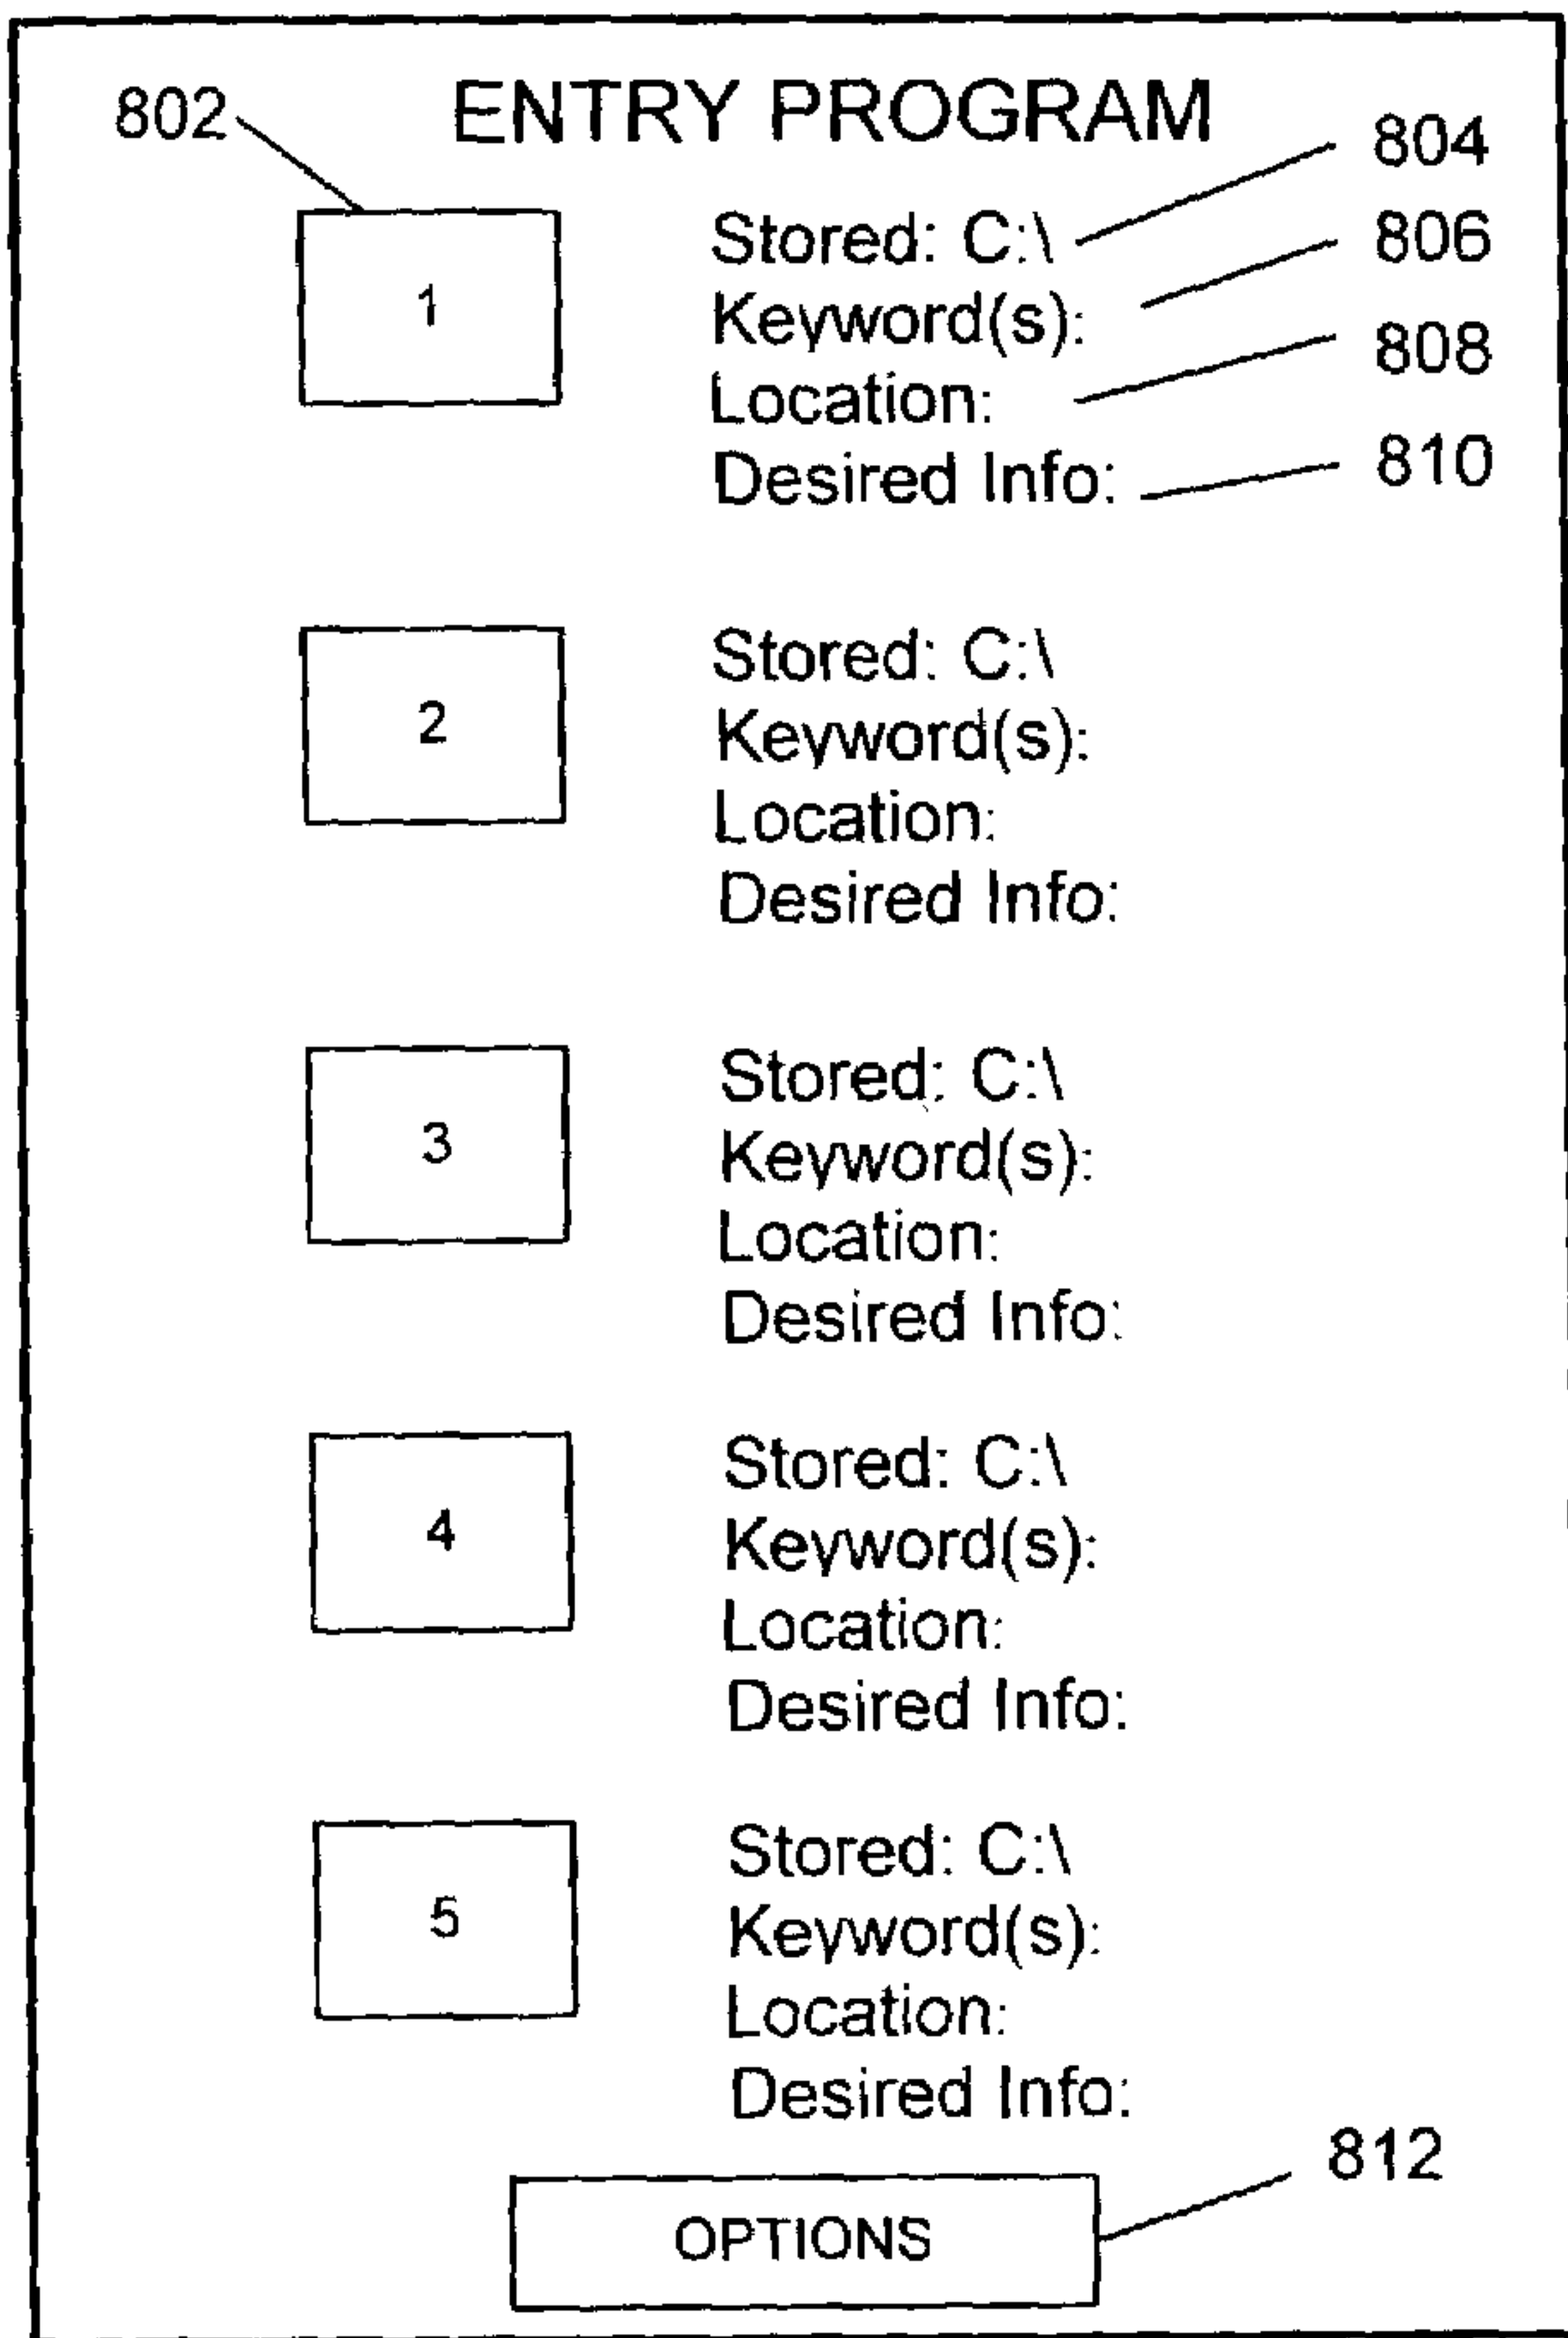 802 ENTRY PROGRAM
Stored: C:\ 804
1 Keyword(s): 806
Location: 808
Desired Info: 810
Stored: C:\
2 Keyword(s):
Location:
Desired Info:
Stored: C:\
3 Keyword(s):
Location:
Desired Info:
Stored: C:\
4 Keyword(s):
Location:
Desired Info:
Stored: C:\
5 Keyword(s):
Location:
Desired Info:
812
OPTIONS